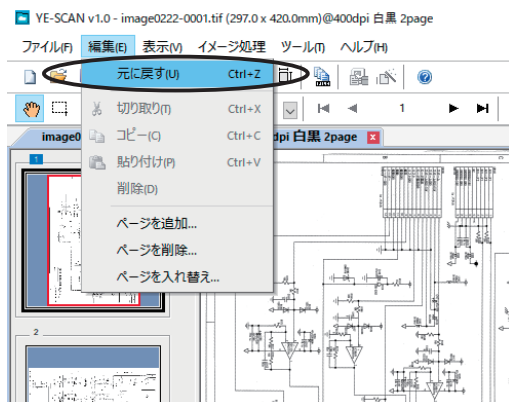 YE-SCAN v1.0 - image0222-0001.tif (297.0 x 420.0mm)@400dpi 白黒 2page
ファイル(F) 編集(E) 表示(V) イメージ処理 ツール(T) ヘルプ(H)
元に戻す(U) Ctrl+Z
切り取り(T) Ctrl+X
1
コピー(C) Ctrl+C
image0 dpi 白黒 2page
貼り付け(P) Ctrl+V
1
削除(D)
ページを追加...
ページを削除...
ページを入れ替え...
2